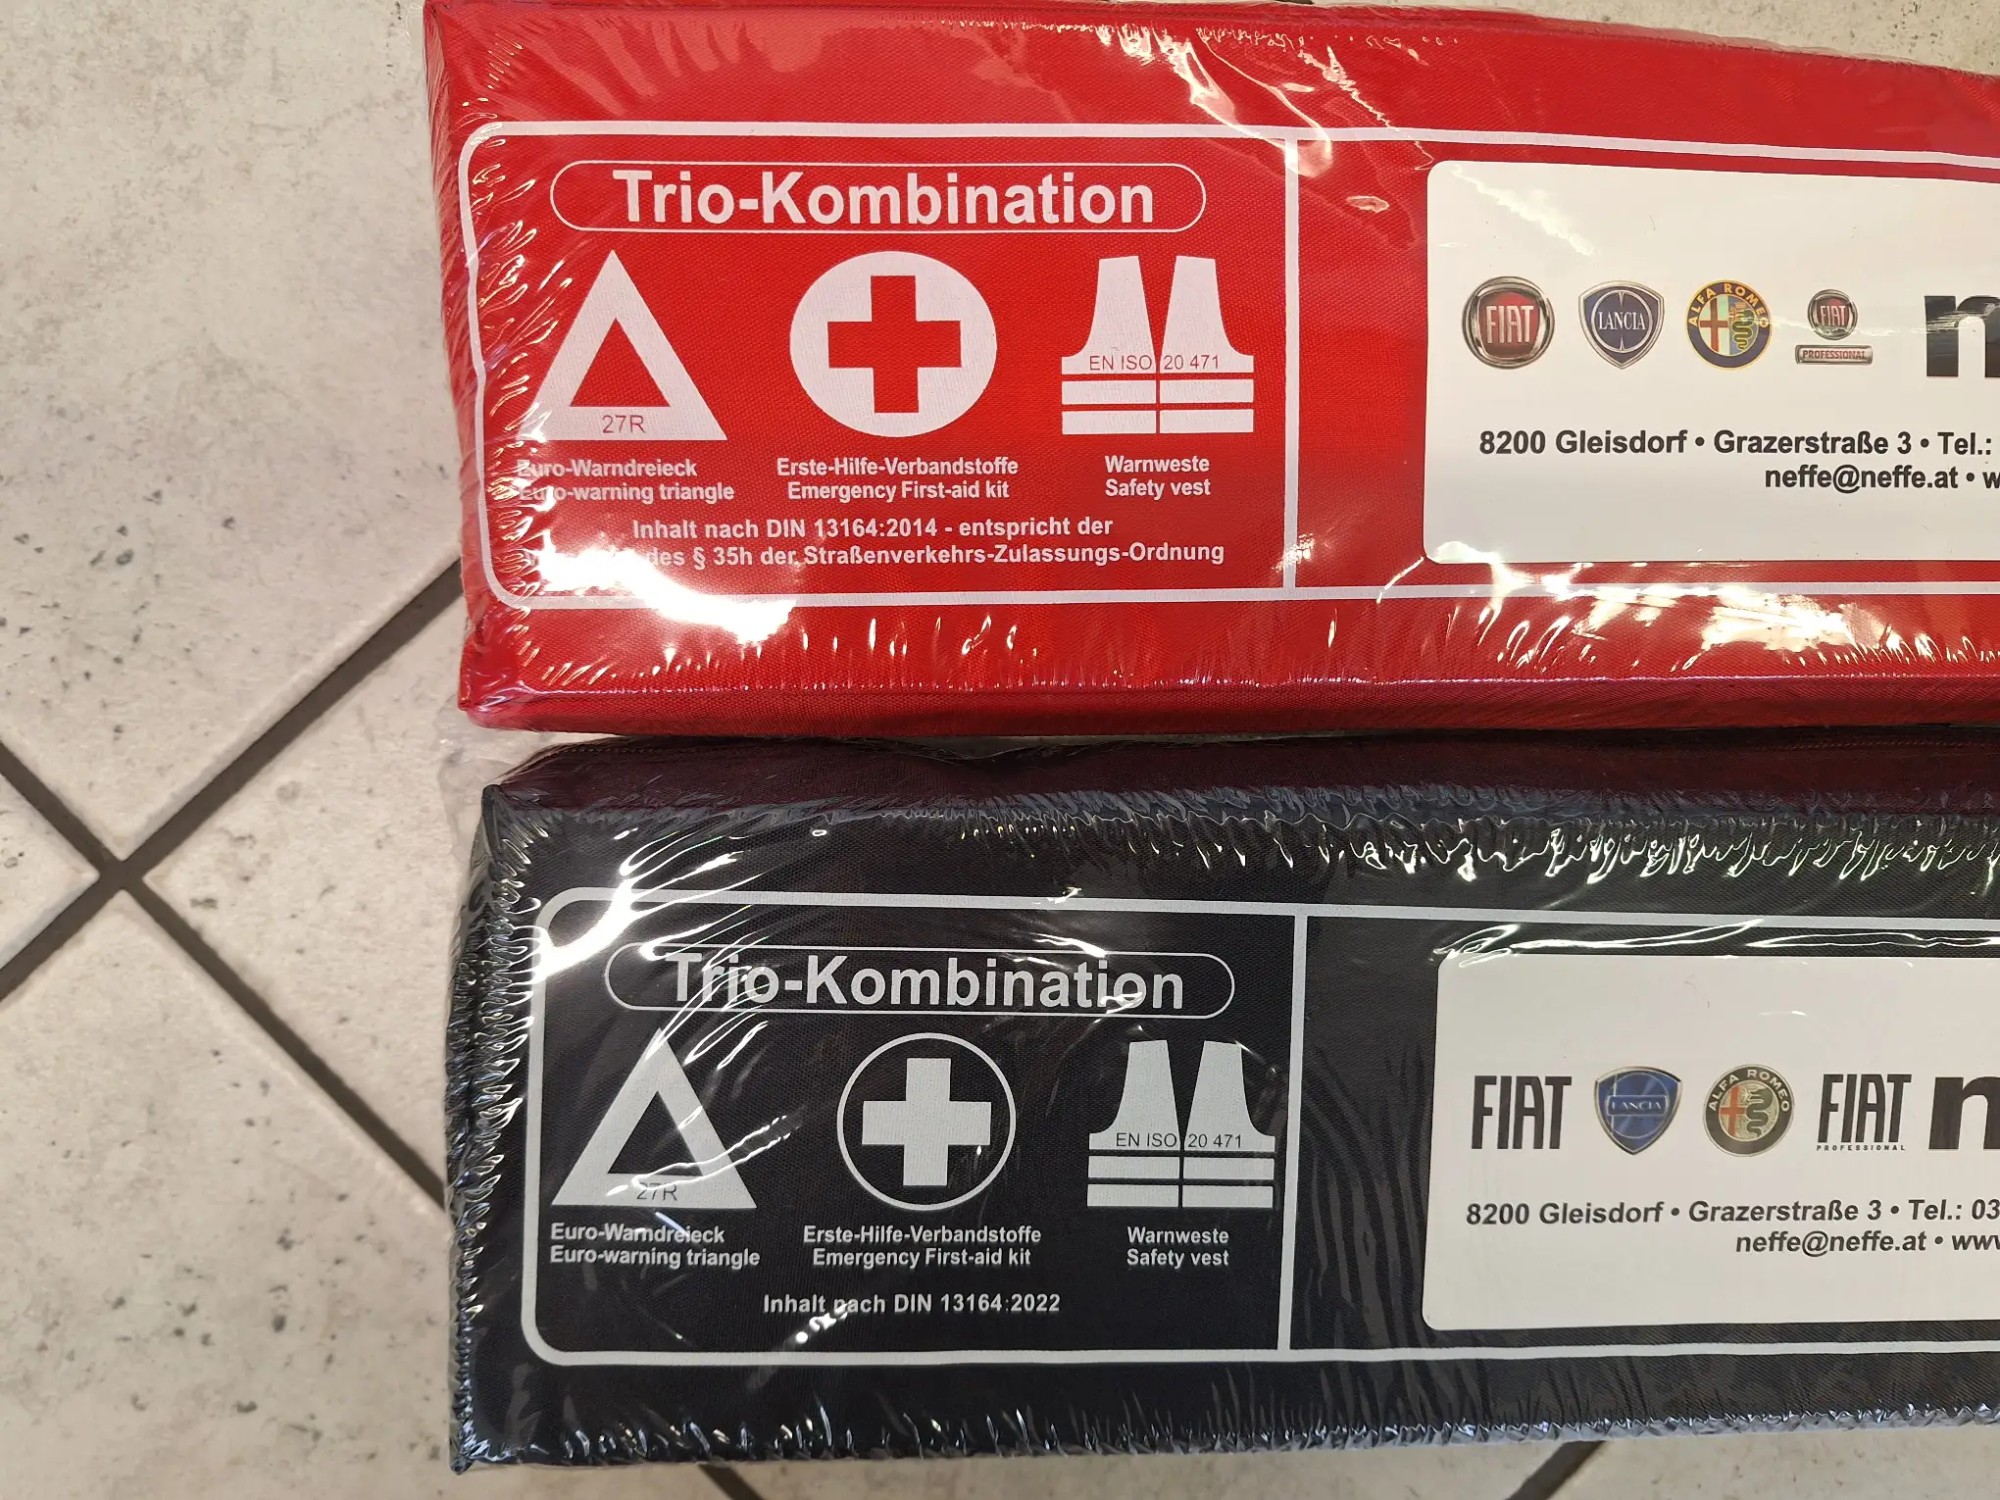 Trio-Kombination
27R
EN ISO 20 471
Euro-Warndreieck
Euro-warning triangle
Erste-Hilfe-Verbandstoffe
Emergency First-aid kit
Warnweste
Safety vest
Inhalt nach DIN 13164:2014 - entspricht der
des § 35h der Straßenverkehrs-Zulassungs-Ordnung
FIAT
LANCIA
ALFA ROMEO
FIAT
PROFESSIONAL
n
8200 Gleisdorf • Grazerstraße 3 • Tel.:
neffe@neffe.at • w
Trio-Kombination
27R
EN ISO 20 471
Euro-Warndreieck
Euro-warning triangle
Erste-Hilfe-Verbandstoffe
Emergency First-aid kit
Warnweste
Safety vest
Inhalt nach DIN 13164:2022
FIAT
LANCIA
ALFA ROMEO
FIAT
PROFESSIONAL
n
8200 Gleisdorf • Grazerstraße 3 • Tel.: 03
neffe@neffe.at • www